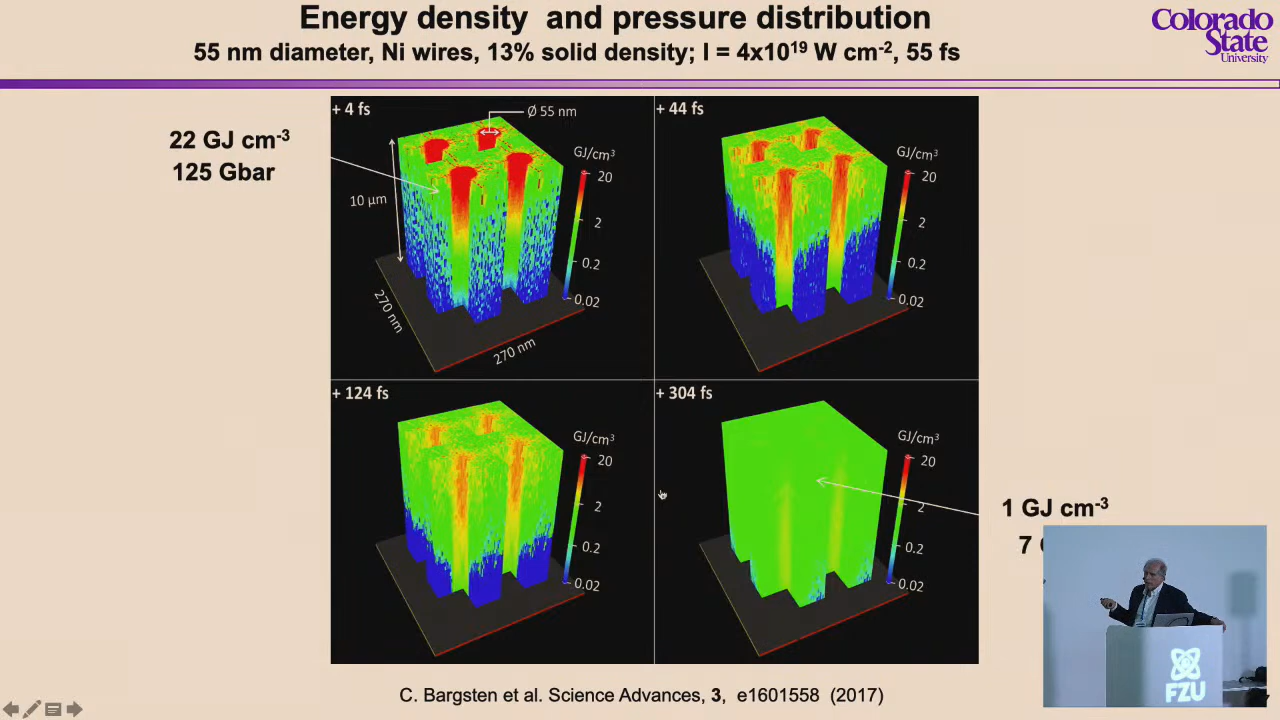 Energy density and pressure distribution
55 nm diameter, Ni wires, 13% solid density; I = 4x10¹⁹ W cm⁻², 55 fs
Colorado
State
University
22 GJ cm⁻³
125 Gbar
+ 4 fs
Ø 55 nm
GJ/cm³
20
2
0.2
0.02
10 µm
270 nm
270 nm
+ 44 fs
GJ/cm³
20
2
0.2
0.02
+ 124 fs
GJ/cm³
20
2
0.2
0.02
+ 304 fs
GJ/cm³
20
2
0.2
0.02
1 GJ cm⁻³
7
FZU
C. Bargsten et al. Science Advances, 3, e1601558 (2017)